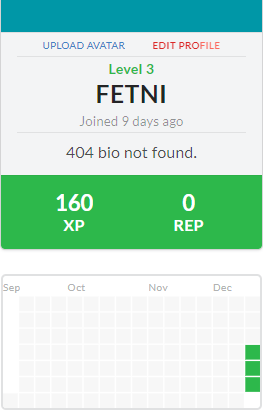 UPLOAD AVATAR EDIT PROFILE
Level 3
FETNI
Joined 9 days ago
404 bio not found.
160 0
XP REP
Sep Oct Nov Dec